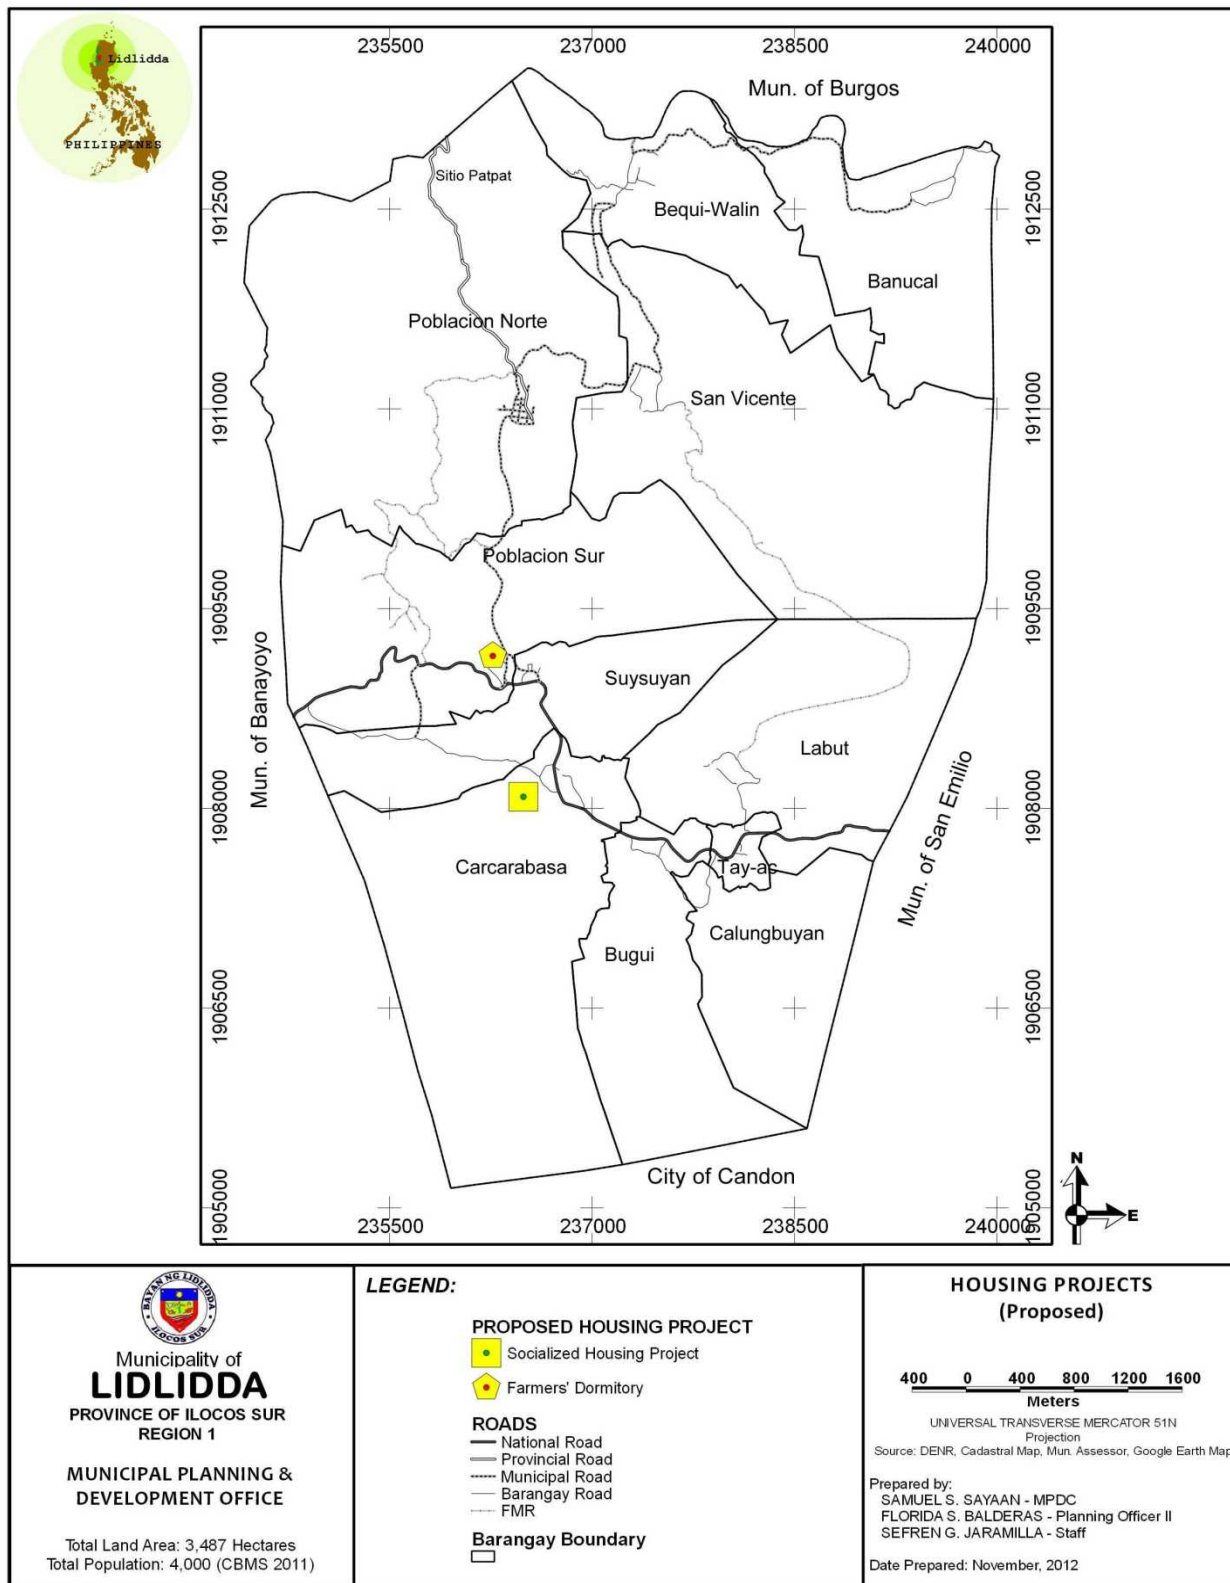 Lidlidda
PHILIPPINES
235500 237000 238500 240000
Mun. of Burgos
Sitio Patpat
1912500 1912500
Bequi-Walin
Banucal
Poblacion Norte
1911000 1911000
San Vicente
Poblacion Sur
1909500 1909500
Mun. of Banayoyo
Suysuyan
Labut
Mun. of San Emilio
1908000 1908000
Carcarabasa
Tay-ac
Calungbuyan
Bugui
1906500 1906500
City of Candon
1905000 1905000
235500 237000 238500 240000
N
E
BAYAN NG LIDLIDDA
ILOCOS SUR
Municipality of
LIDLIDDA
PROVINCE OF ILOCOS SUR
REGION 1
MUNICIPAL PLANNING &
DEVELOPMENT OFFICE
Total Land Area: 3,487 Hectares
Total Population: 4,000 (CBMS 2011)
LEGEND:
PROPOSED HOUSING PROJECT
Socialized Housing Project
Farmers' Dormitory
ROADS
National Road
Provincial Road
Municipal Road
Barangay Road
FMR
Barangay Boundary
HOUSING PROJECTS
(Proposed)
400 0 400 800 1200 1600
Meters
UNIVERSAL TRANSVERSE MERCATOR 51N
Projection
Source: DENR, Cadastral Map, Mun. Assessor, Google Earth Map
Prepared by:
SAMUEL S. SAYAAN - MPDC
FLORIDA S. BALDERAS - Planning Officer II
SEFREN G. JARAMILLA - Staff
Date Prepared: November, 2012